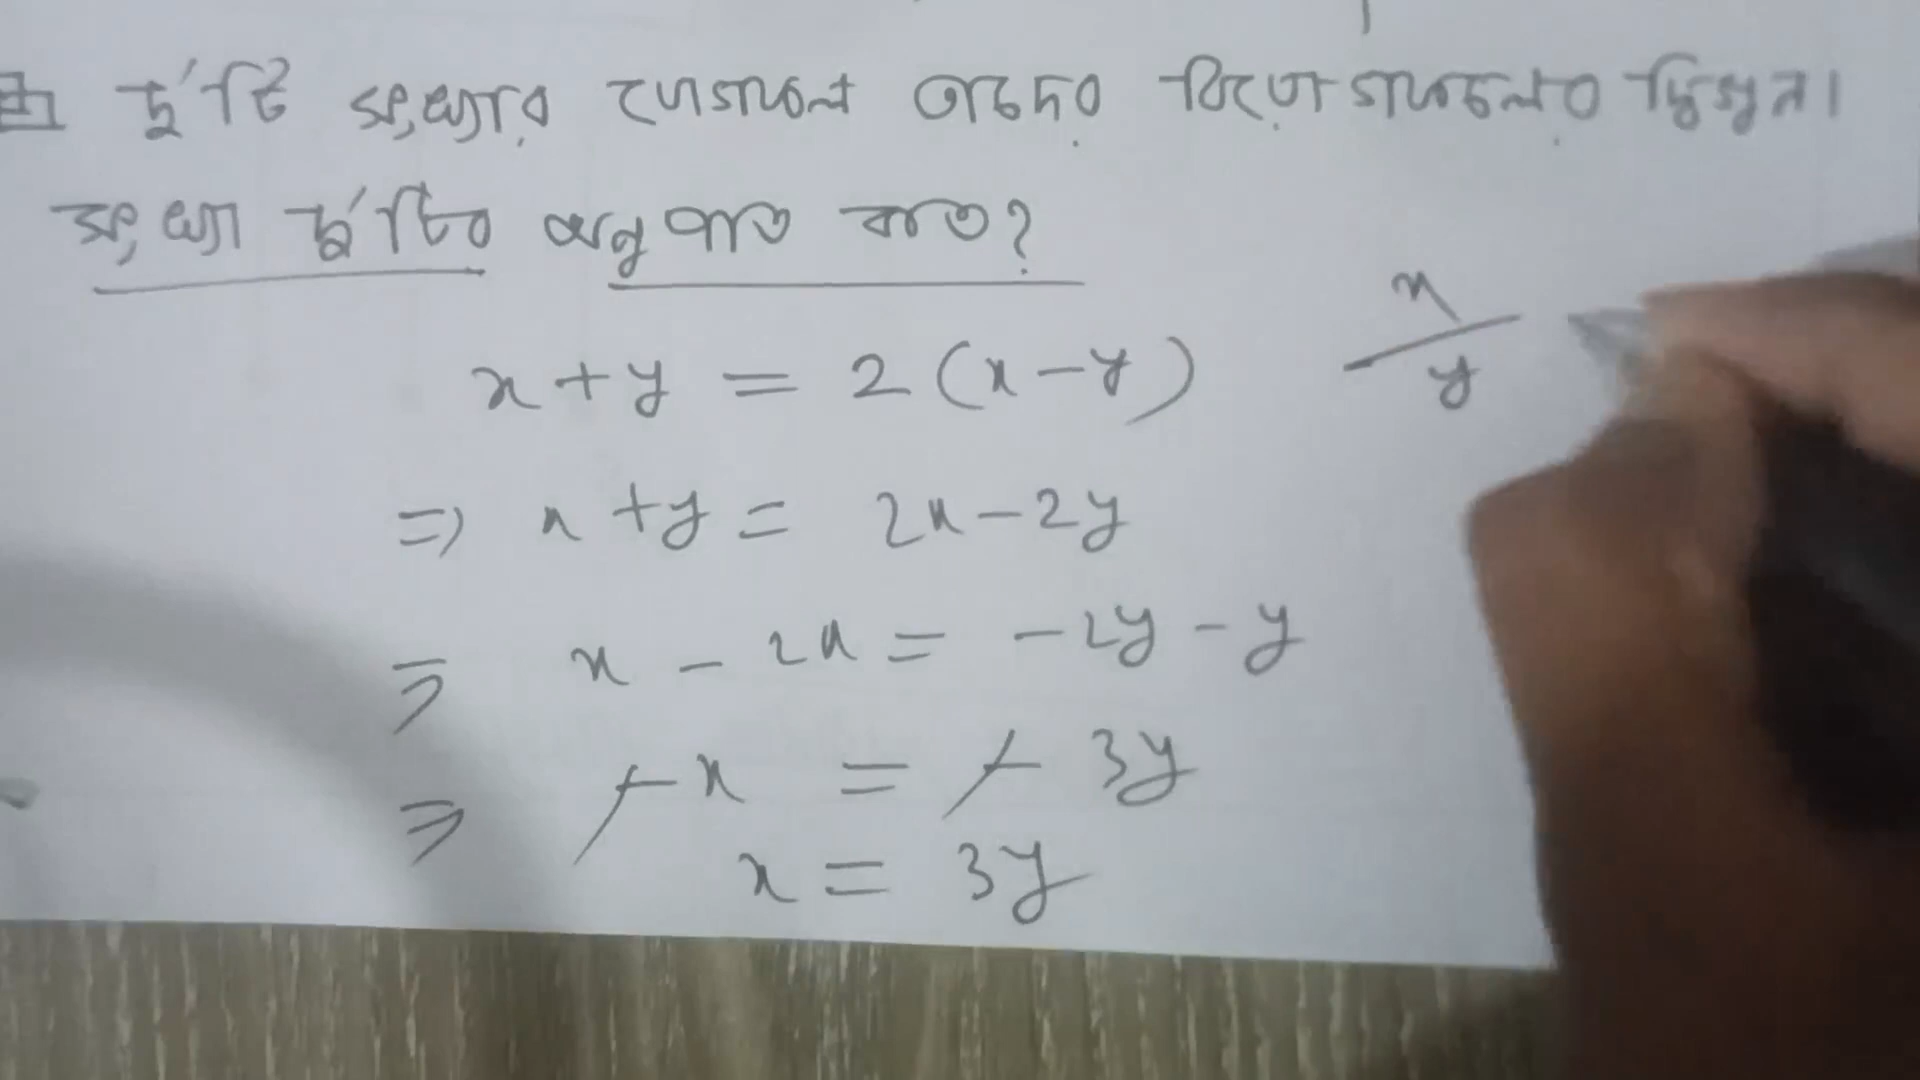 দু'টি সংখ্যার যোগফল তাদের বিয়োগফলের দ্বিগুন।
সংখ্যা দু'টির অনুপাত কত?
x + y = 2 (x - y)
x
y
=> x + y = 2x - 2y
=> x - 2x = -2y - y
=> -x = -3y
x = 3y